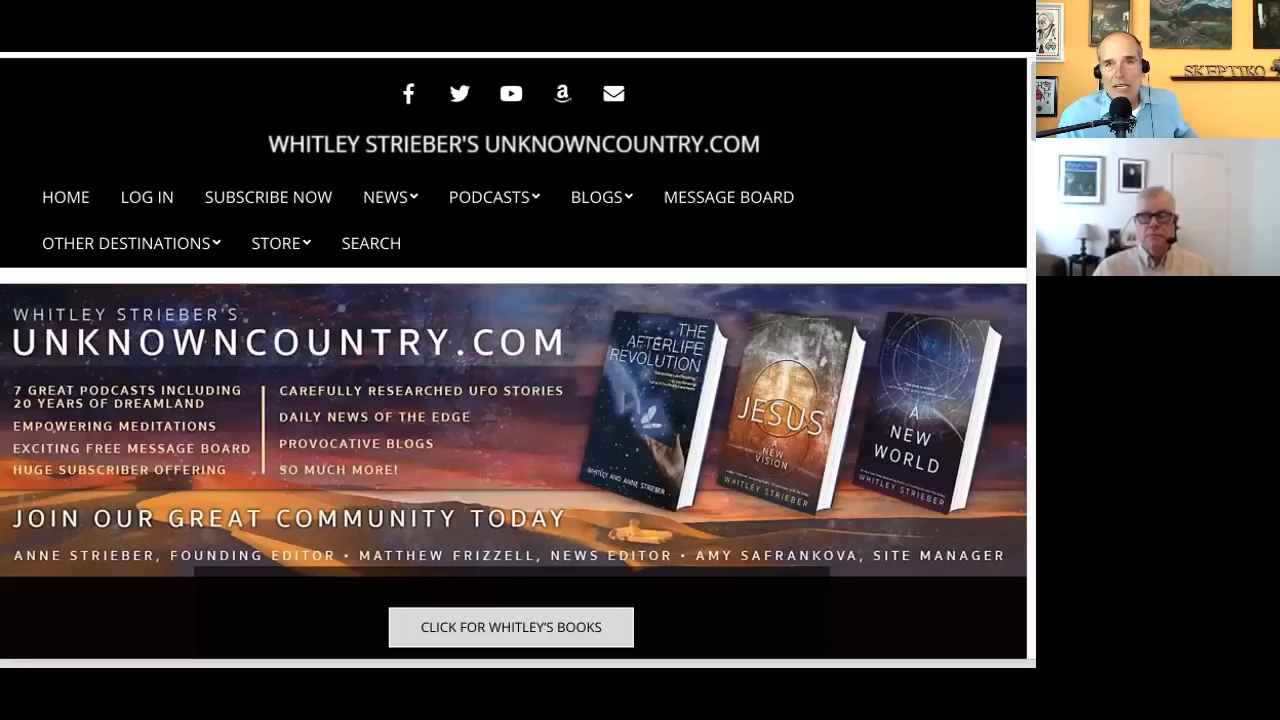 SKEPTIKO
WHITLEY STRIEBER'S UNKNOWNCOUNTRY.COM
HOME LOG IN SUBSCRIBE NOW NEWS PODCASTS BLOGS MESSAGE BOARD
OTHER DESTINATIONS STORE SEARCH
WHITLEY STRIEBER'S
UNKNOWNCOUNTRY.COM
7 GREAT PODCASTS INCLUDING
20 YEARS OF DREAMLAND
EMPOWERING MEDITATIONS
EXCITING FREE MESSAGE BOARD
HUGE SUBSCRIBER OFFERING
CAREFULLY RESEARCHED UFO STORIES
DAILY NEWS OF THE EDGE
PROVOCATIVE BLOGS
SO MUCH MORE!
JOIN OUR GREAT COMMUNITY TODAY
ANNE STRIEBER, FOUNDING EDITOR • MATTHEW FRIZZELL, NEWS EDITOR • AMY SAFRANKOVA, SITE MANAGER
THE
AFTERLIFE
REVOLUTION
WHITLEY AND ANNE STRIEBER
JESUS
A
NEW
VISION
WHITLEY STRIEBER
A
NEW
WORLD
WHITLEY STRIEBER
CLICK FOR WHITLEY'S BOOKS